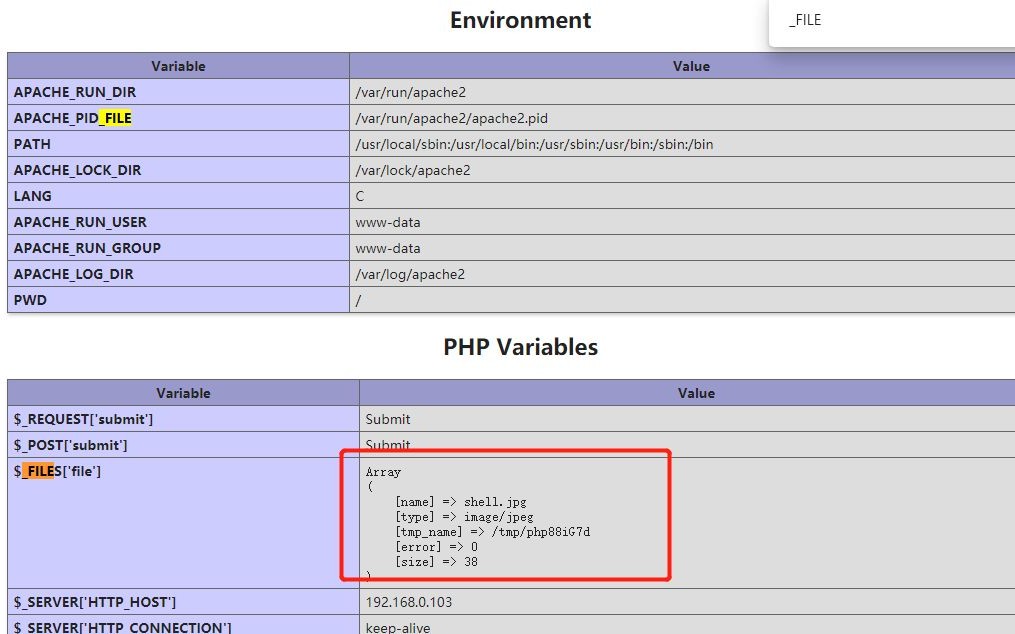 Environment
_FILE
Variable Value
APACHE_RUN_DIR /var/run/apache2
APACHE_PID_FILE /var/run/apache2/apache2.pid
PATH /usr/local/sbin:/usr/local/bin:/usr/sbin:/usr/bin:/sbin:/bin
APACHE_LOCK_DIR /var/lock/apache2
LANG C
APACHE_RUN_USER www-data
APACHE_RUN_GROUP www-data
APACHE_LOG_DIR /var/log/apache2
PWD /
PHP Variables
Variable Value
$_REQUEST['submit'] Submit
$_POST['submit'] Submit
$_FILES['file'] Array
(
[name] => shell.jpg
[type] => image/jpeg
[tmp_name] => /tmp/php88iG7d
[error] => 0
[size] => 38
)
$_SERVER['HTTP_HOST'] 192.168.0.103
$_SERVER['HTTP_CONNECTION'] keep-alive